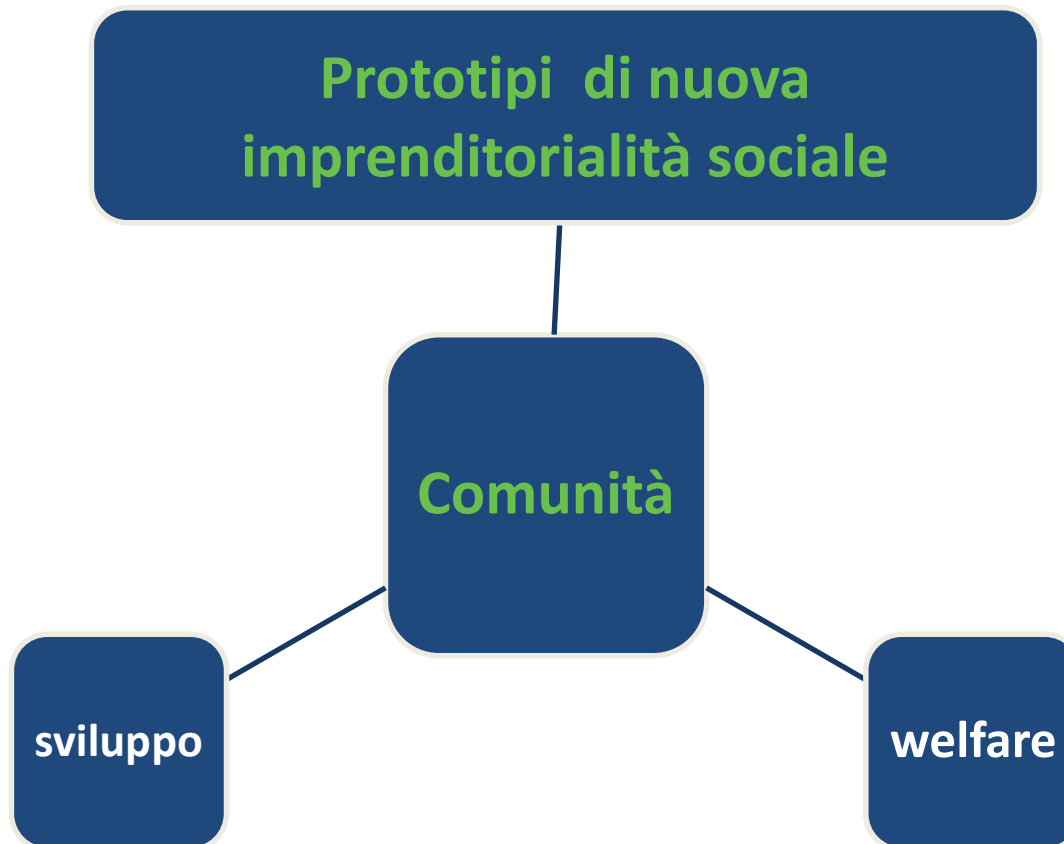 Prototipi di nuova
imprenditorialità sociale
Comunità
sviluppo
welfare